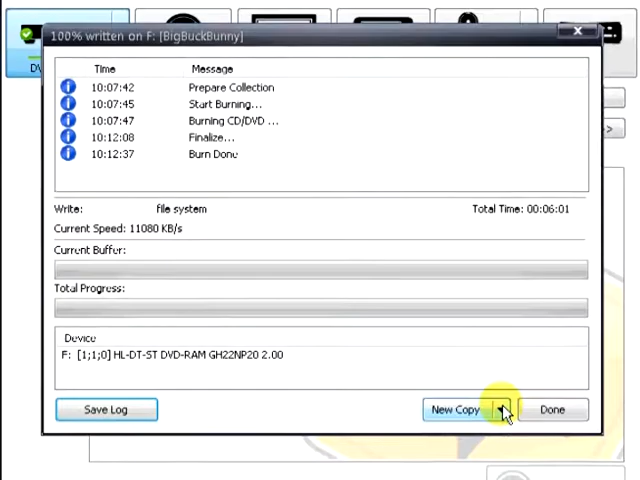 100% written on F: [BigBuckBunny]
Time Message
10:07:42 Prepare Collection
10:07:45 Start Burning...
10:07:47 Burning CD/DVD ...
10:12:08 Finalize...
10:12:37 Burn Done
Write: file system Total Time: 00:06:01
Current Speed: 11080 KB/s
Current Buffer:
Total Progress:
Device
F: [1;1;0] HL-DT-ST DVD-RAM GH22NP20 2.00
Save Log New Copy Done